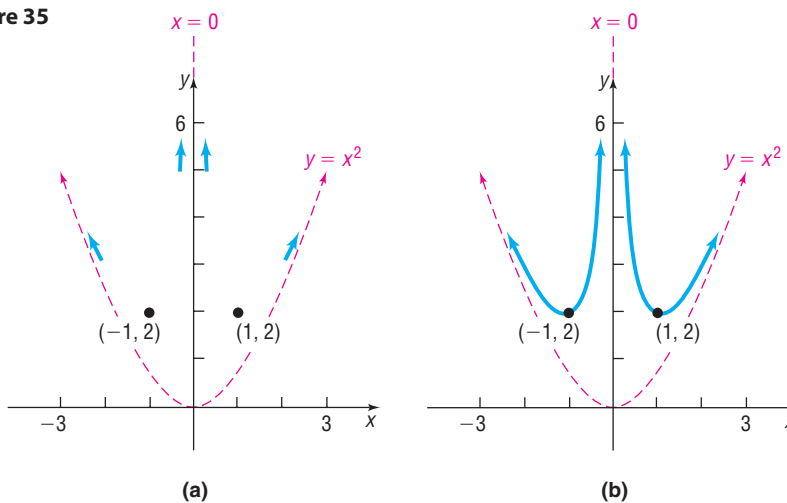 re 35
x = 0
y
6
y = x²
(−1, 2)
(1, 2)
−3
3
x
(a)
x = 0
y
6
y = x²
(−1, 2)
(1, 2)
−3
3
(b)